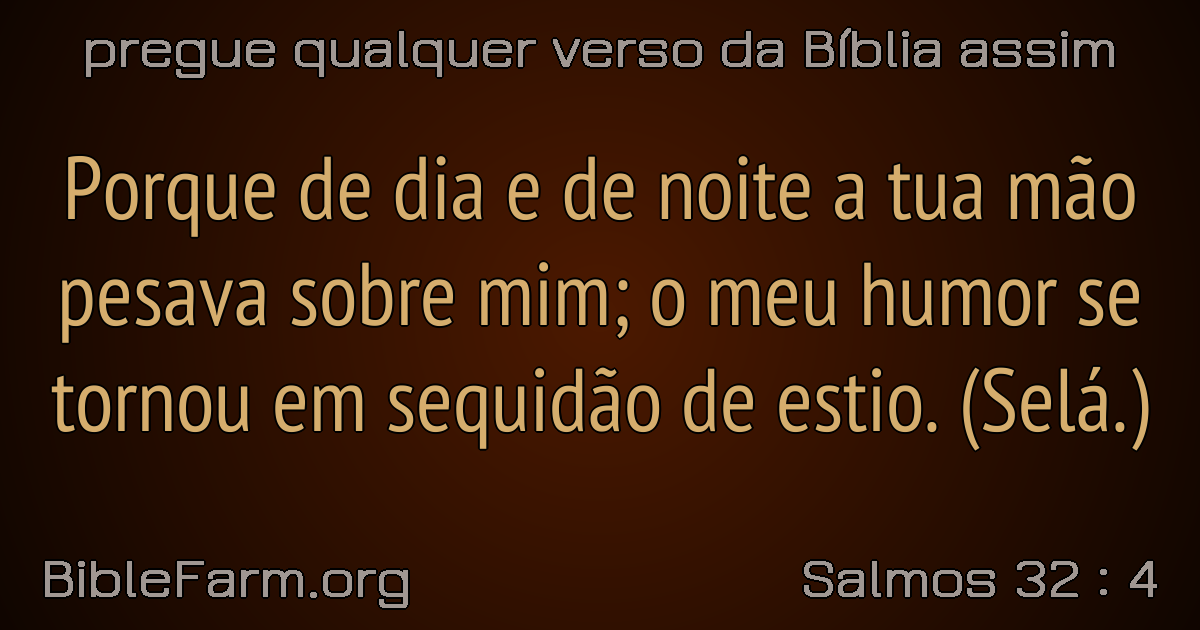 pregue qualquer verso da Bíblia assim
Porque de dia e de noite a tua mão
pesava sobre mim; o meu humor se
tornou em sequidão de estio. (Selá.)
BibleFarm.org
Salmos 32 : 4